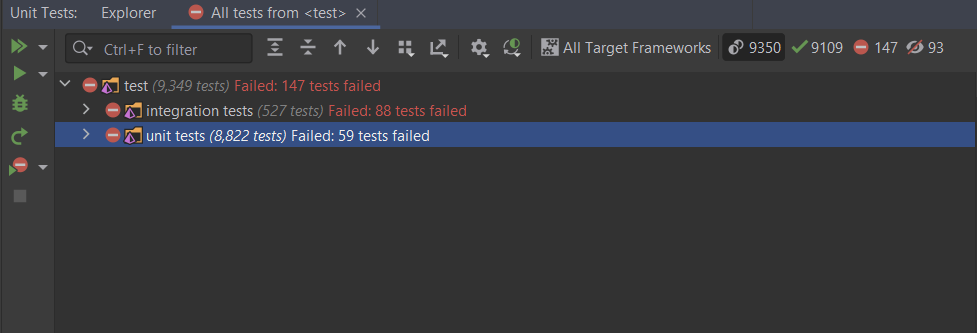 Unit Tests: Explorer All tests from <test>
Ctrl+F to filter All Target Frameworks 9350 9109 147 93
test (9,349 tests) Failed: 147 tests failed
integration tests (527 tests) Failed: 88 tests failed
unit tests (8,822 tests) Failed: 59 tests failed